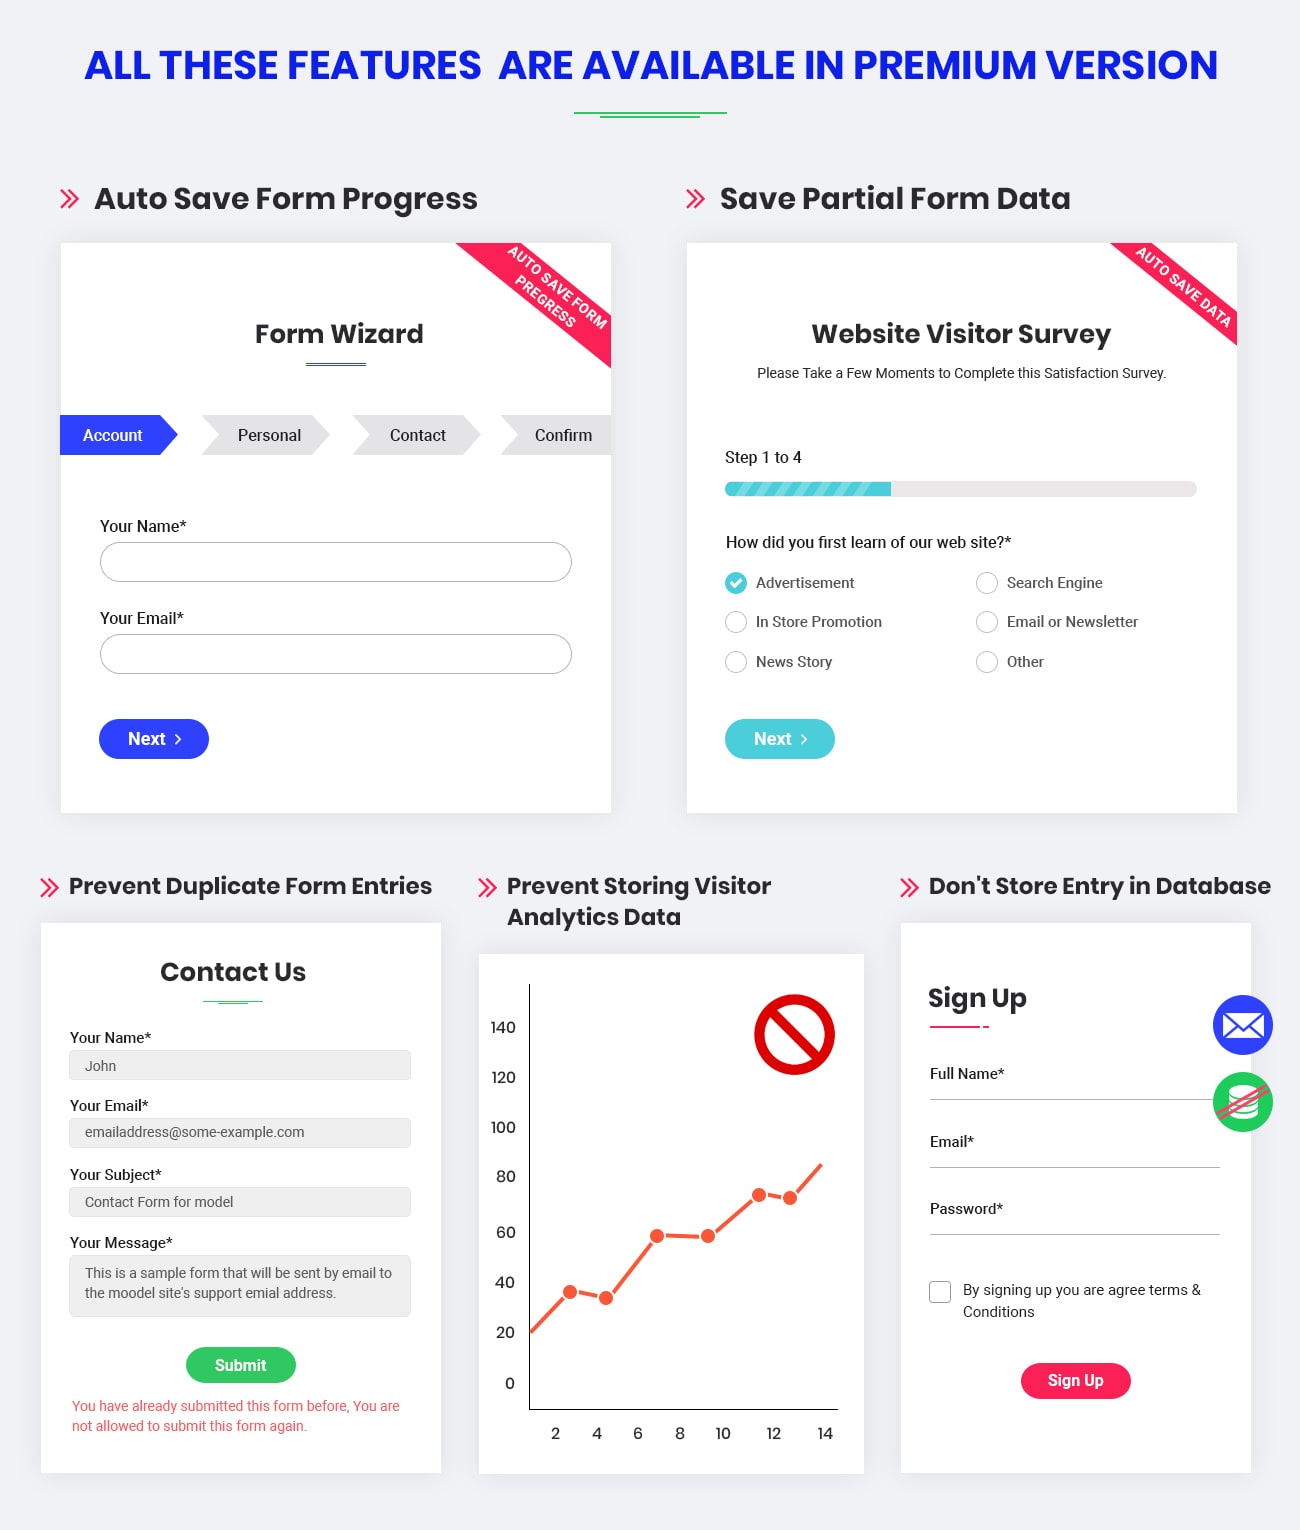 ALL THESE FEATURES ARE AVAILABLE IN PREMIUM VERSION
Auto Save Form Progress
AUTO SAVE FORM
PREGRESS
Form Wizard
Account
Personal
Contact
Confirm
Your Name*
Your Email*
Next
Save Partial Form Data
AUTO SAVE DATA
Website Visitor Survey
Please Take a Few Moments to Complete this Satisfaction Survey.
Step 1 to 4
How did you first learn of our web site?*
Advertisement
Search Engine
In Store Promotion
Email or Newsletter
News Story
Other
Next
Prevent Duplicate Form Entries
Contact Us
Your Name*
John
Your Email*
emailaddress@some-example.com
Your Subject*
Contact Form for model
Your Message*
This is a sample form that will be sent by email to
the moodel site's support emial address.
Submit
You have already submitted this form before, You are
not allowed to submit this form again.
Prevent Storing Visitor
Analytics Data
140
120
100
80
60
40
20
0
2 4 6 8 10 12 14
Don't Store Entry in Database
Sign Up
Full Name*
Email*
Password*
By signing up you are agree terms &
Conditions
Sign Up